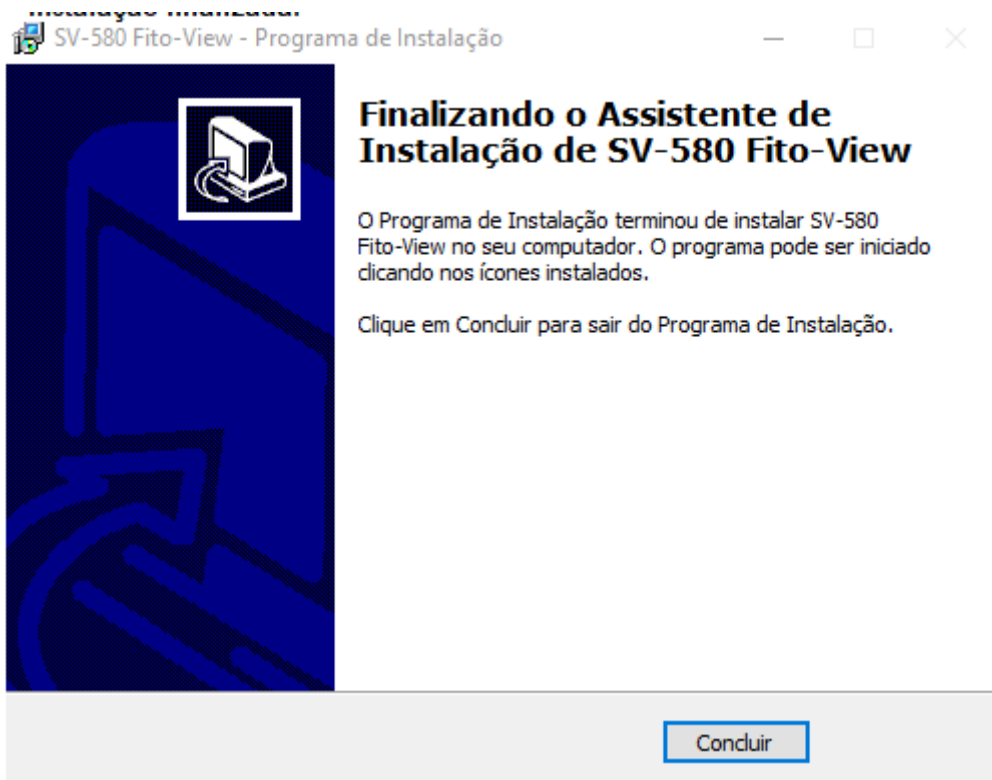 Instalação finalizada!
SV-580 Fito-View - Programa de Instalação
Finalizando o Assistente de
Instalação de SV-580 Fito-View
O Programa de Instalação terminou de instalar SV-580
Fito-View no seu computador. O programa pode ser iniciado
clicando nos ícones instalados.
Clique em Concluir para sair do Programa de Instalação.
Concluir